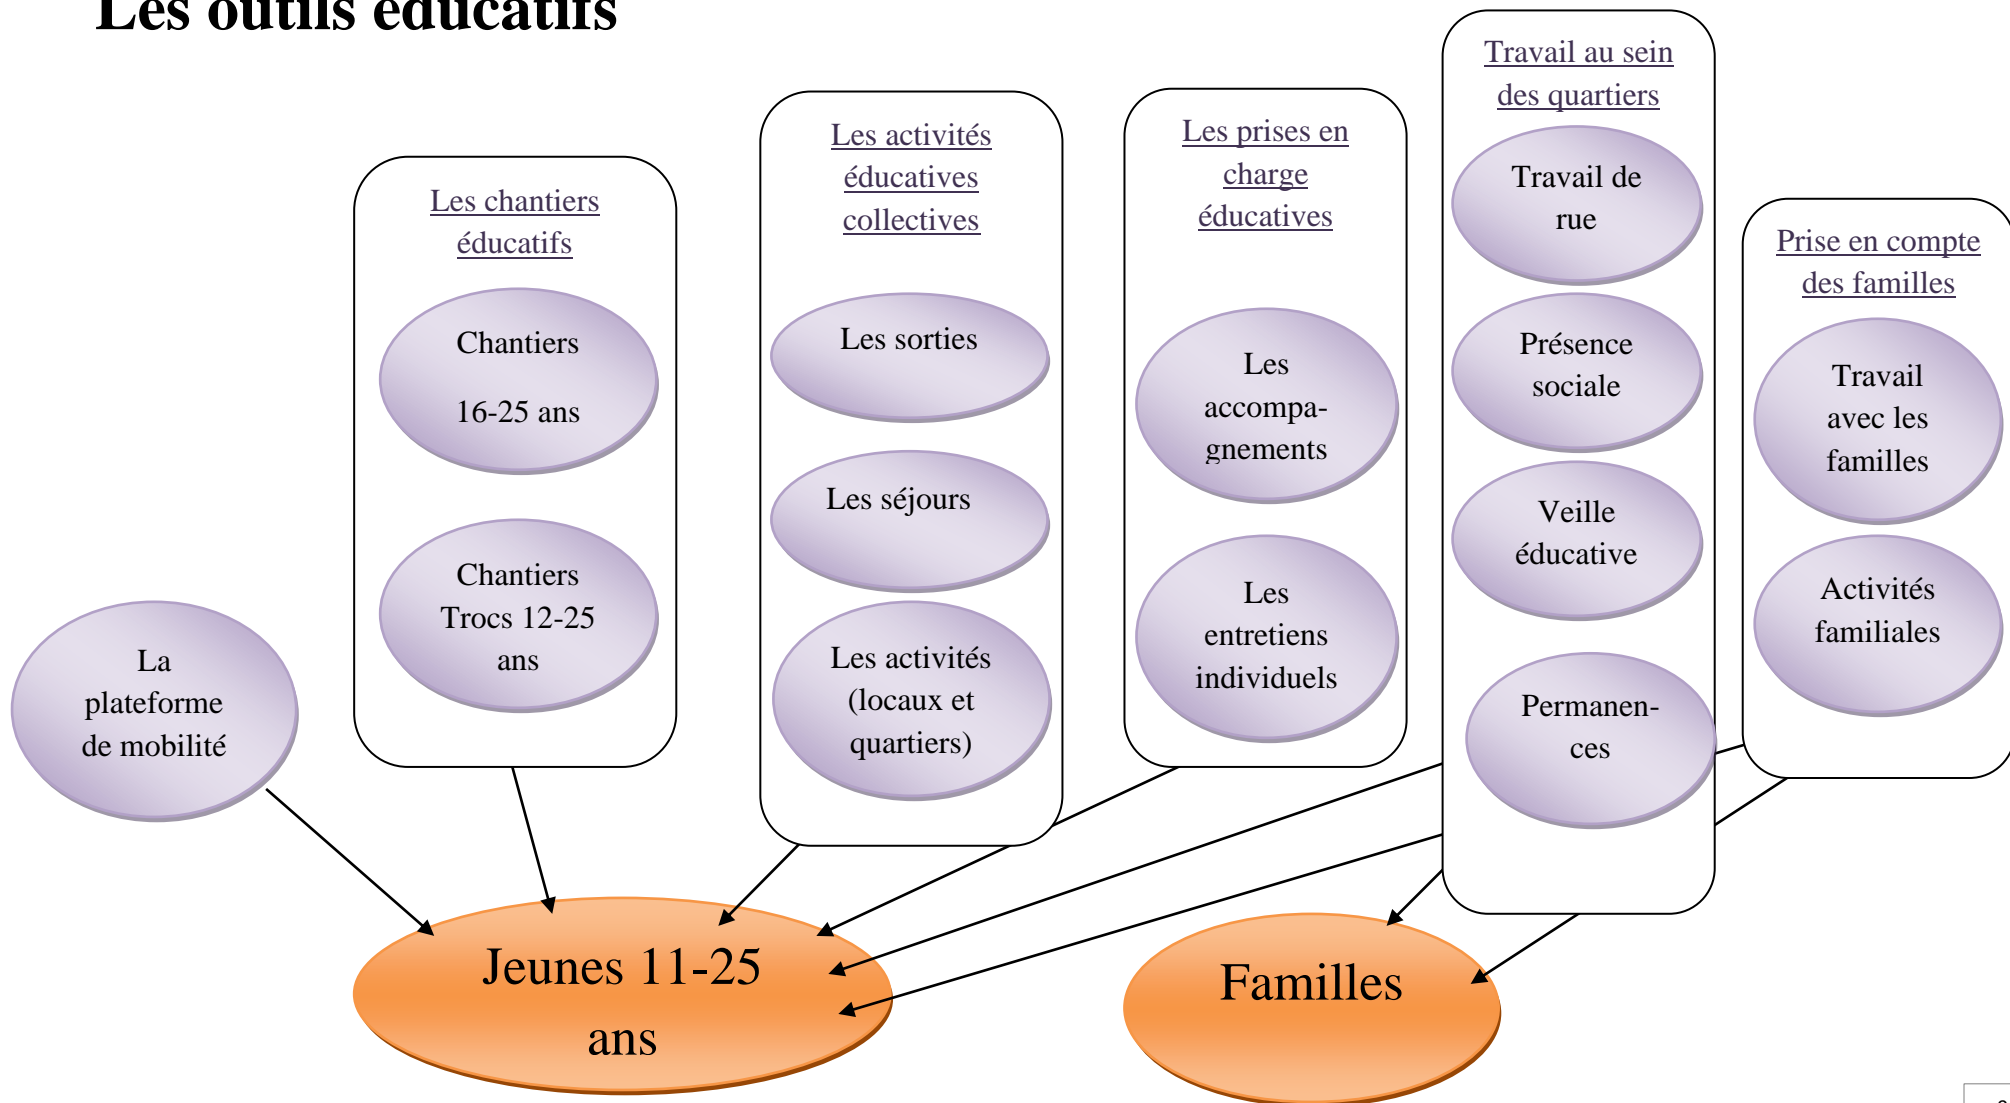 Les outils éducatifs
La
plateforme
de mobilité
Les chantiers
éducatifs
Chantiers
16-25 ans
Chantiers
Trocs 12-25
ans
Les activités
éducatives
collectives
Les sorties
Les séjours
Les activités
(locaux et
quartiers)
Les prises en
charge
éducatives
Les
accompa-
gnements
Les
entretiens
individuels
Travail au sein
des quartiers
Travail de
rue
Présence
sociale
Veille
éducative
Permanen-
ces
Prise en compte
des familles
Travail
avec les
familles
Activités
familiales
Jeunes 11-25
ans
Familles